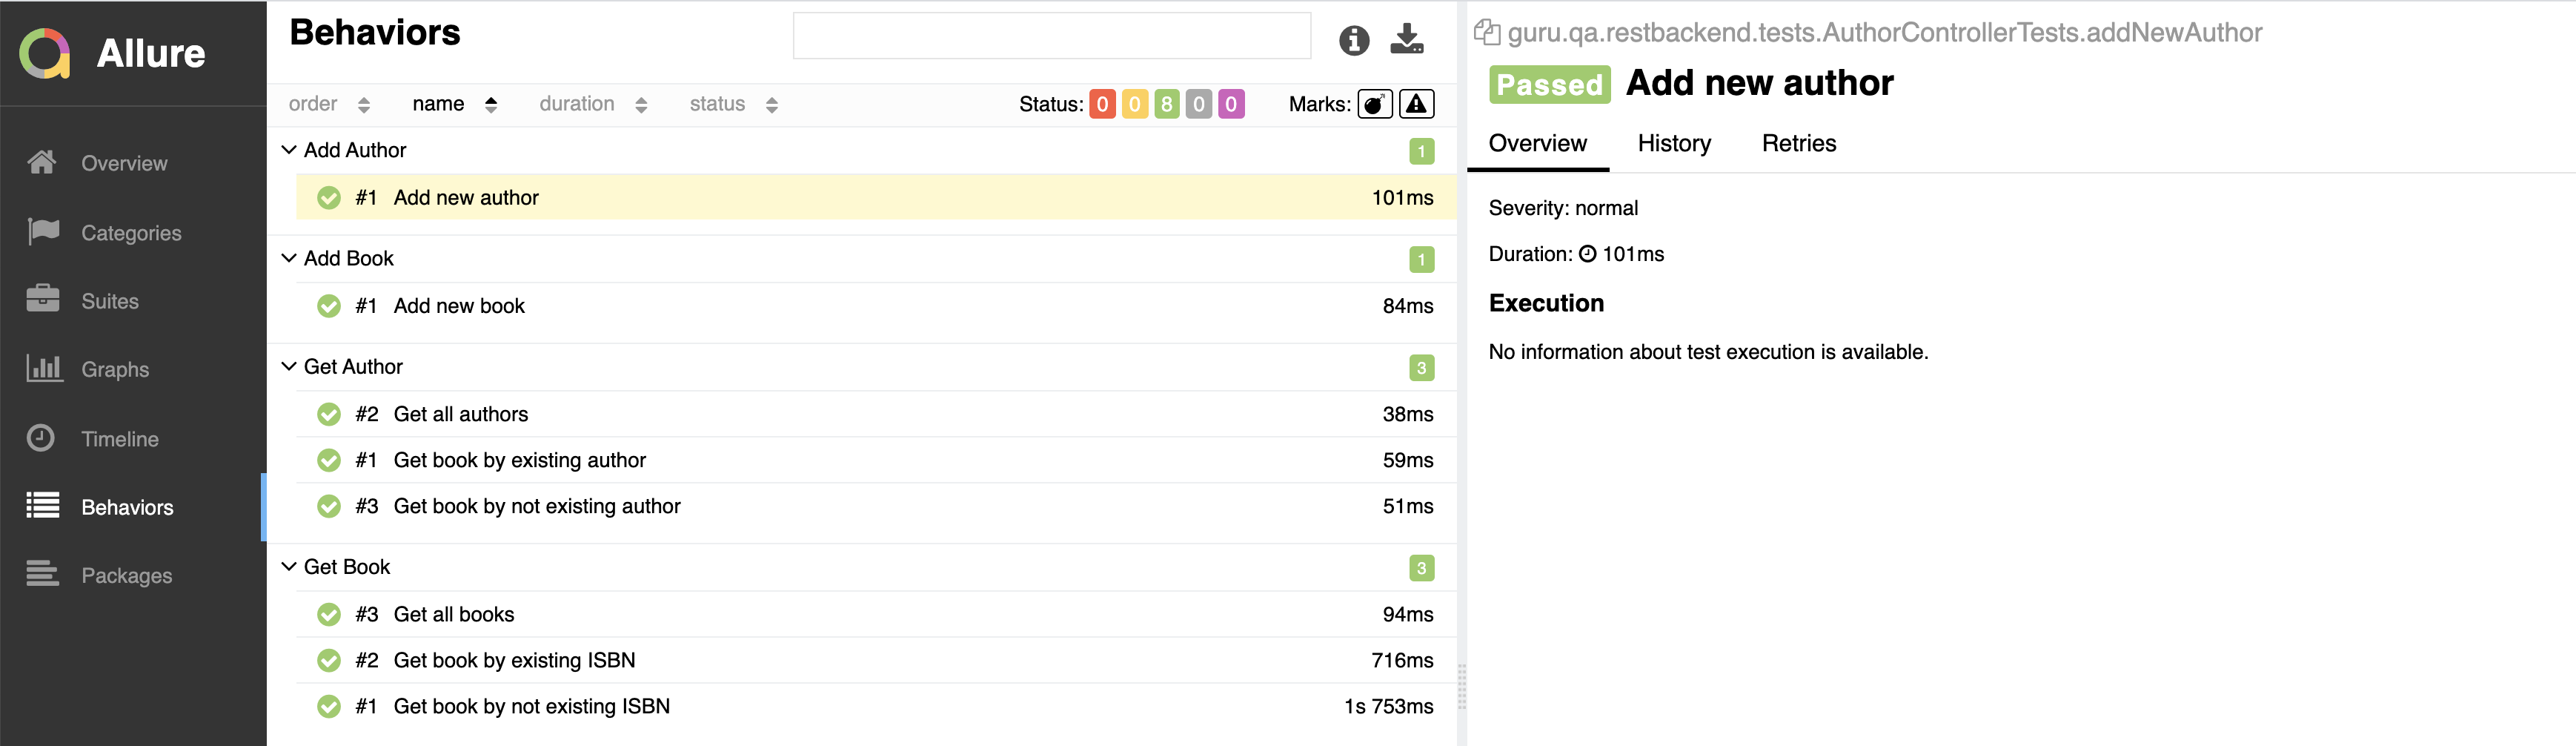 Allure
Overview
Categories
Suites
Graphs
Timeline
Behaviors
Packages
Behaviors
order name duration status Status: 0 0 8 0 0 Marks:
Add Author 1
#1 Add new author 101ms
Add Book 1
#1 Add new book 84ms
Get Author 3
#2 Get all authors 38ms
#1 Get book by existing author 59ms
#3 Get book by not existing author 51ms
Get Book 3
#3 Get all books 94ms
#2 Get book by existing ISBN 716ms
#1 Get book by not existing ISBN 1s 753ms
guru.qa.restbackend.tests.AuthorControllerTests.addNewAuthor
Passed Add new author
Overview History Retries
Severity: normal
Duration: 101ms
Execution
No information about test execution is available.